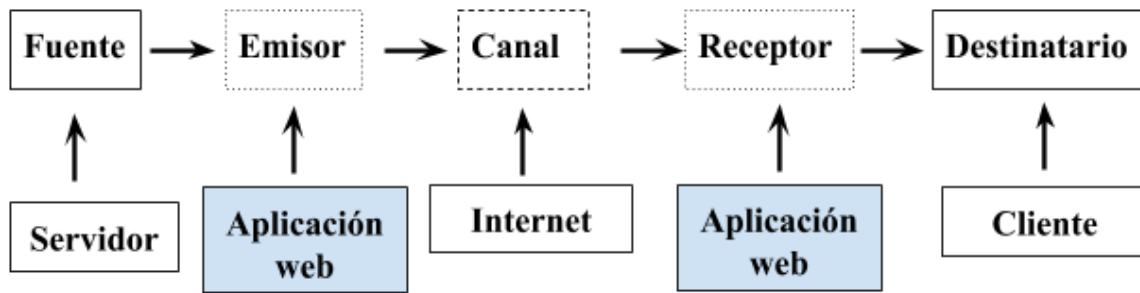 Fuente
Emisor
Canal
Receptor
Destinatario
Servidor
Aplicación
web
Internet
Aplicación
web
Cliente